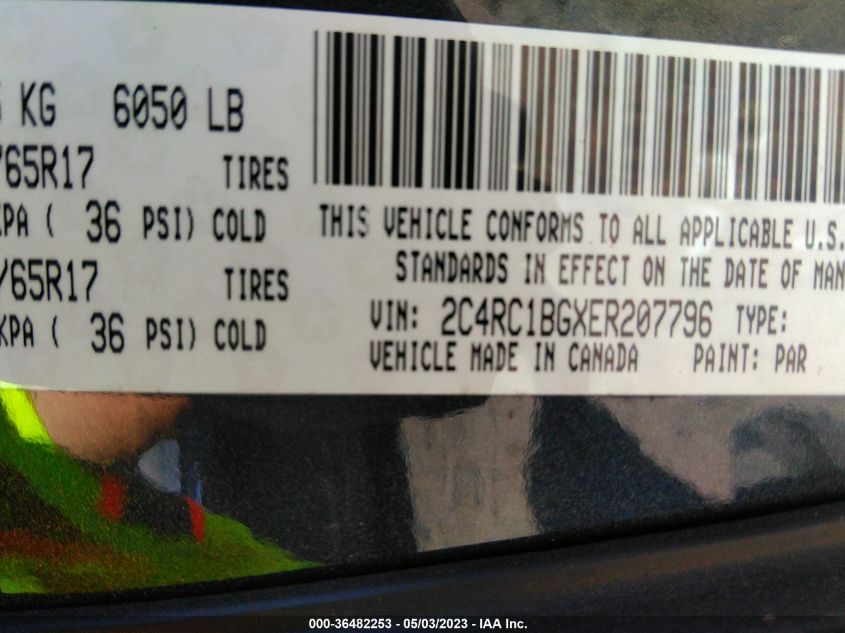 KG 6050 LB
/65R17 TIRES
KPA ( 36 PSI) COLD
/65R17 TIRES
KPA ( 36 PSI) COLD
THIS VEHICLE CONFORMS TO ALL APPLICABLE U.S.
STANDARDS IN EFFECT ON THE DATE OF MAN
VIN: 2C4RC1BGXER207796 TYPE:
VEHICLE MADE IN CANADA PAINT: PAR
000-36482253 - 05/03/2023 - IAA Inc.